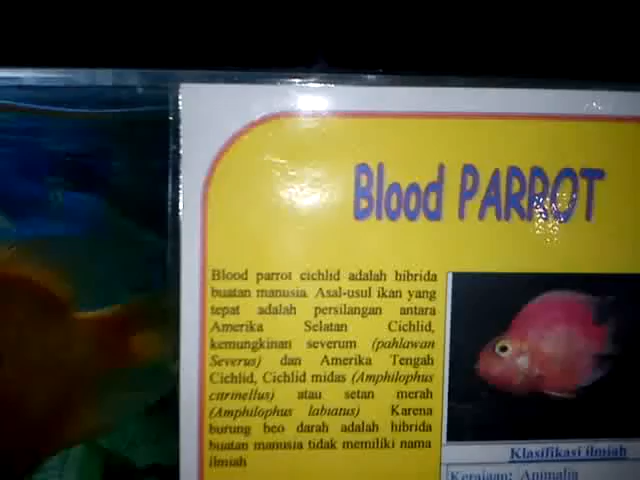 Blood PARROT
Blood parrot cichlid adalah hibrida
buatan manusia. Asal-usul ikan yang
tepat adalah persilangan antara
Amerika Selatan Cichlid,
kemungkinan severum (pahlawan
Severus) dan Amerika Tengah
Cichlid, Cichlid midas (Amphilophus
citrinellus) atau setan merah
(Amphilophus labiatus) Karena
burung beo darah adalah hibrida
buatan manusia tidak memiliki nama
ilmiah
Klasifikasi ilmiah
Kerajaan: Animalia